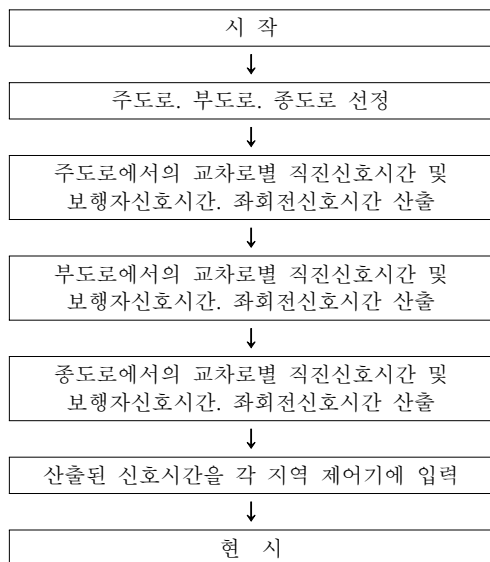 시 작
주도로. 부도로. 종도로 선정
주도로에서의 교차로별 직진신호시간 및
보행자신호시간. 좌회전신호시간 산출
부도로에서의 교차로별 직진신호시간 및
보행자신호시간. 좌회전신호시간 산출
종도로에서의 교차로별 직진신호시간 및
보행자신호시간. 좌회전신호시간 산출
산출된 신호시간을 각 지역 제어기에 입력
현 시